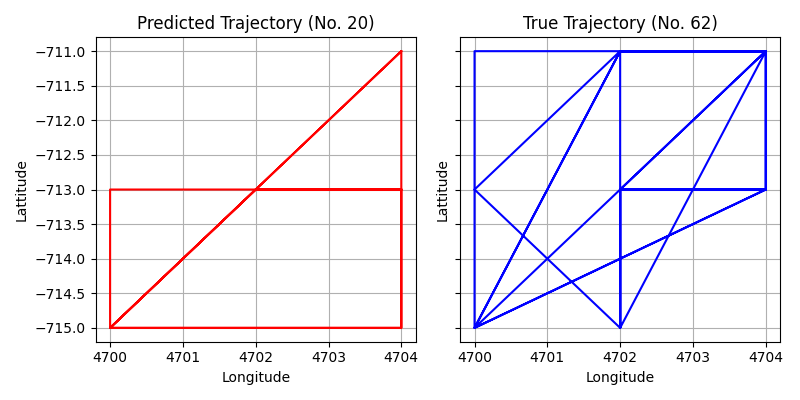 Predicted Trajectory (No. 20)
True Trajectory (No. 62)
Lattitude
−711.0
−711.5
−712.0
−712.5
−713.0
−713.5
−714.0
−714.5
−715.0
4700 4701 4702 4703 4704
Longitude
Lattitude
4700 4701 4702 4703 4704
Longitude